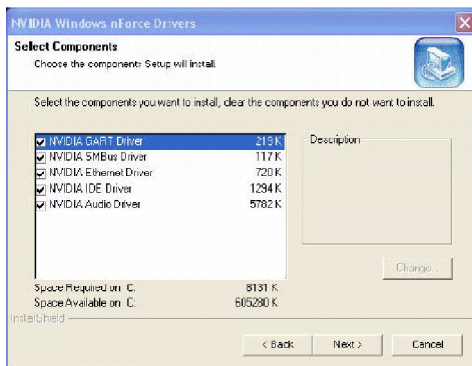 NVIDIA Windows nForce Drivers
Select Components
Choose the components Setup will install.
Select the components you want to install, clear the components you do not want to install.
NVIDIA GART Driver 219 K
NVIDIA SMBus Driver 117 K
NVIDIA Ethernet Driver 720 K
NVIDIA IDE Driver 1294 K
NVIDIA Audio Driver 5782 K
Description
Change...
Space Required on C: 8131 K
Space Available on C: 605280 K
InstallShield
< Back Next > Cancel